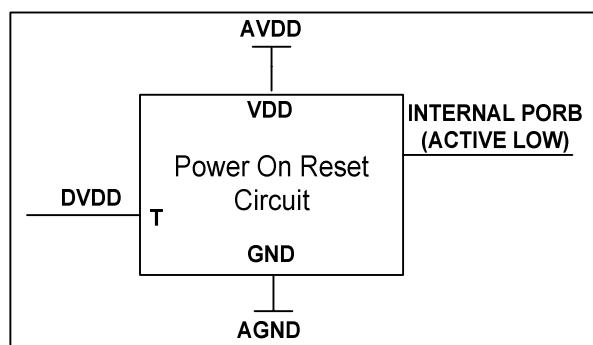 AVDD
VDD
INTERNAL PORB
(ACTIVE LOW)
Power On Reset
Circuit
DVDD
T
GND
AGND